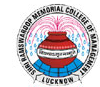 SHRI RAMSWAROOP MEMORIAL COLLEGE OF MANAGEMENT
LUCKNOW